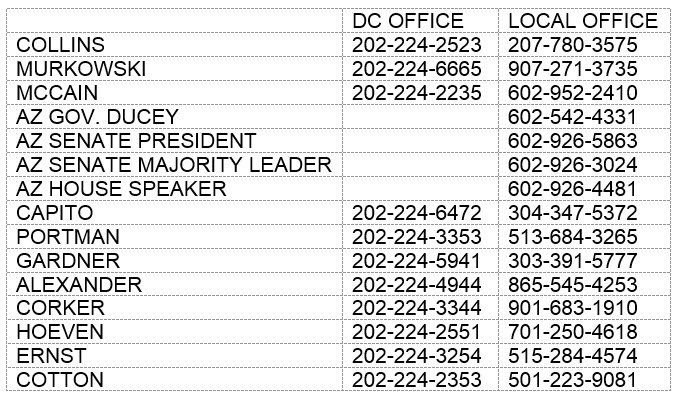 DC OFFICE LOCAL OFFICE
COLLINS 202-224-2523 207-780-3575
MURKOWSKI 202-224-6665 907-271-3735
MCCAIN 202-224-2235 602-952-2410
AZ GOV. DUCEY 602-542-4331
AZ SENATE PRESIDENT 602-926-5863
AZ SENATE MAJORITY LEADER 602-926-3024
AZ HOUSE SPEAKER 602-926-4481
CAPITO 202-224-6472 304-347-5372
PORTMAN 202-224-3353 513-684-3265
GARDNER 202-224-5941 303-391-5777
ALEXANDER 202-224-4944 865-545-4253
CORKER 202-224-3344 901-683-1910
HOEVEN 202-224-2551 701-250-4618
ERNST 202-224-3254 515-284-4574
COTTON 202-224-2353 501-223-9081